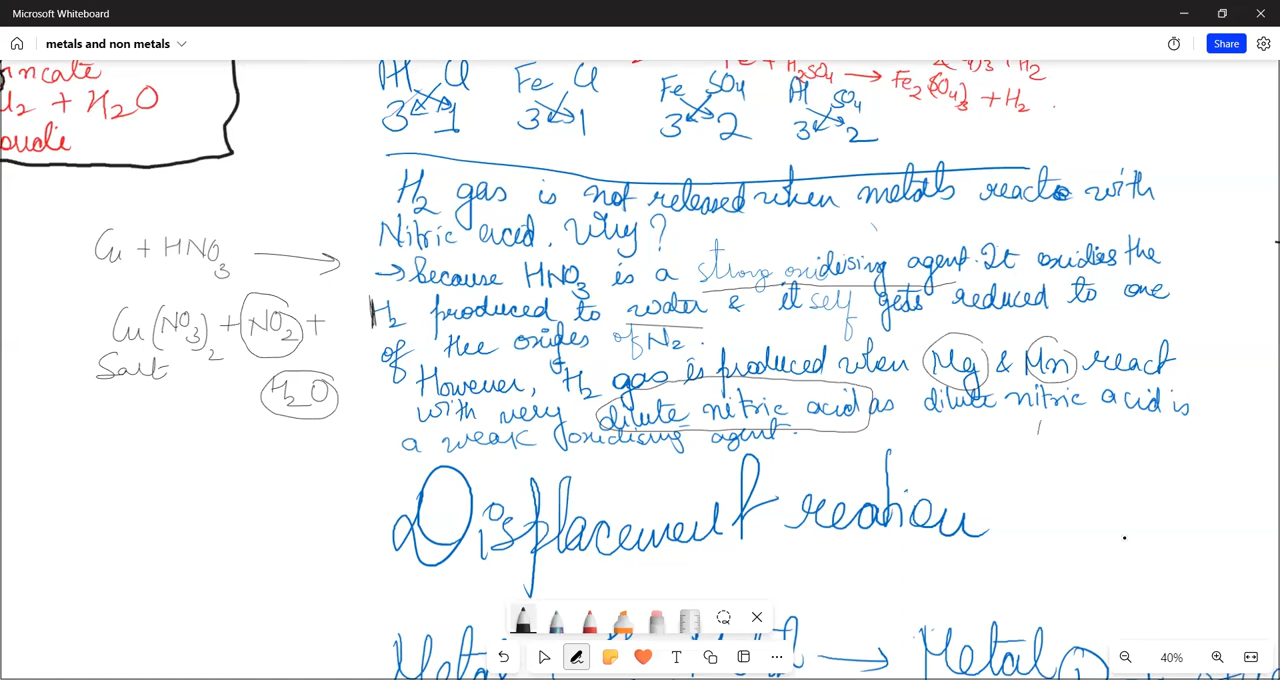 Microsoft Whiteboard
metals and non metals
Share
Al Cl Fe Cl Fe SO4 Al SO4
3 1 3 1 3 2 3 2
H2SO4 → Fe2(SO4)3 + H2
+ H2O
H2 gas is not released when metals reacts with
Nitric acid. Why?
→ because HNO3 is a strong oxidising agent. It oxidises the
H2 produced to water & itself gets reduced to one
of the oxides of N2.
However, H2 gas is produced when Mg & Mn react
with very dilute nitric acid as dilute nitric acid is
a weak oxidising agent.
Cu + HNO3 →
Cu(NO3)2 + NO2 +
Salt
H2O
Displacement reation
Metal → Metal
40%